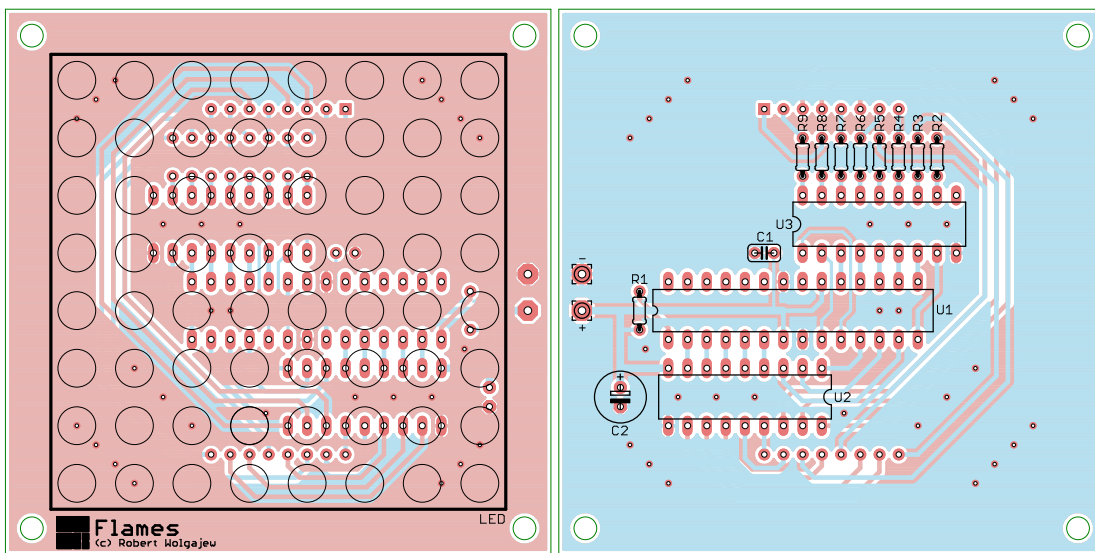 LED
Flames
(c) Robert Wolgajew
R9
R8
R7
R6
R5
R4
R3
R2
U3
C1
-
R1
U1
+
+
U2
C2